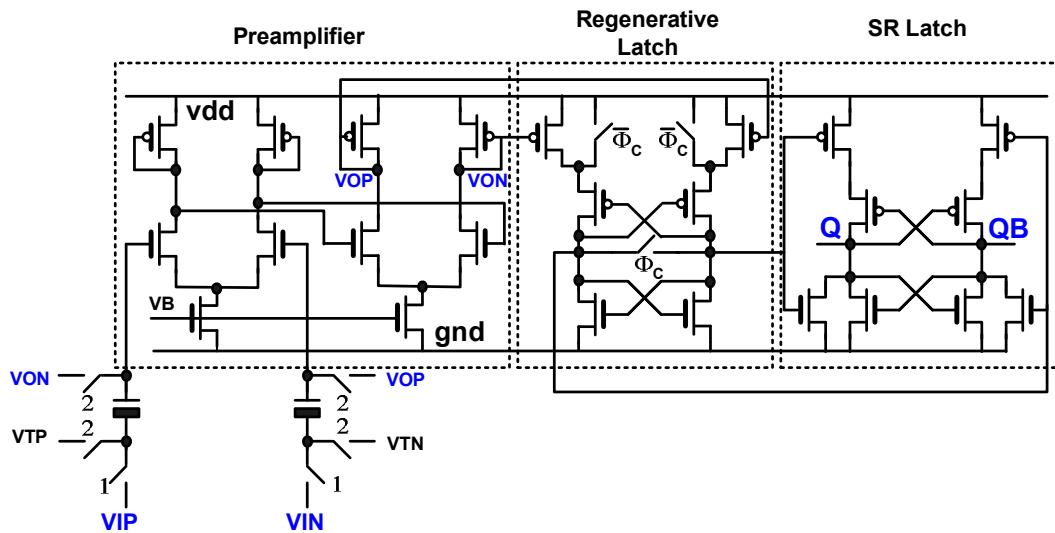 Preamplifier
Regenerative
Latch
SR Latch
vdd
Φ̅C
Φ̅C
VOP
VON
Q
QB
ΦC
VB
gnd
VON
VOP
2
2
2
2
VTP
VTN
1
1
VIP
VIN